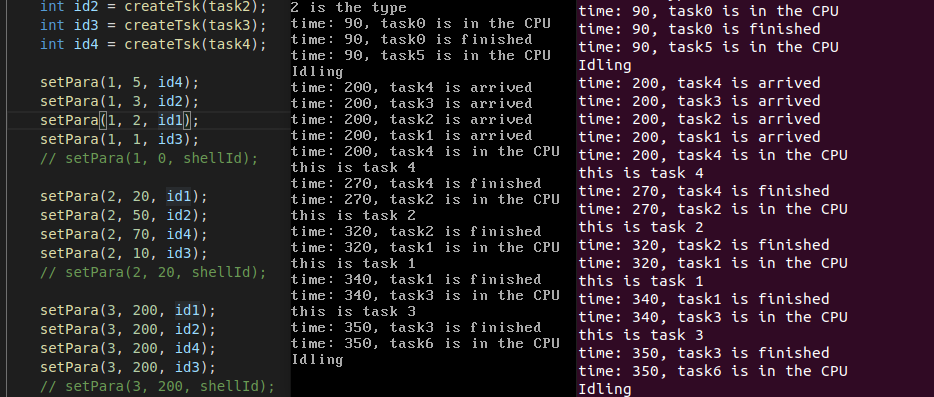 int id2 = createTsk(task2);
int id3 = createTsk(task3);
int id4 = createTsk(task4);
setPara(1, 5, id4);
setPara(1, 3, id2);
setPara(1, 2, id1);
setPara(1, 1, id3);
// setPara(1, 0, shellId);
setPara(2, 20, id1);
setPara(2, 50, id2);
setPara(2, 70, id4);
setPara(2, 10, id3);
// setPara(2, 20, shellId);
setPara(3, 200, id1);
setPara(3, 200, id2);
setPara(3, 200, id4);
setPara(3, 200, id3);
// setPara(3, 200, shellId);
2 is the type
time: 90, task0 is in the CPU
time: 90, task0 is finished
time: 90, task5 is in the CPU
Idling
time: 200, task4 is arrived
time: 200, task3 is arrived
time: 200, task2 is arrived
time: 200, task1 is arrived
time: 200, task4 is in the CPU
this is task 4
time: 270, task4 is finished
time: 270, task2 is in the CPU
this is task 2
time: 320, task2 is finished
time: 320, task1 is in the CPU
this is task 1
time: 340, task1 is finished
time: 340, task3 is in the CPU
this is task 3
time: 350, task3 is finished
time: 350, task6 is in the CPU
Idling
time: 90, task0 is in the CPU
time: 90, task0 is finished
time: 90, task5 is in the CPU
Idling
time: 200, task4 is arrived
time: 200, task3 is arrived
time: 200, task2 is arrived
time: 200, task1 is arrived
time: 200, task4 is in the CPU
this is task 4
time: 270, task4 is finished
time: 270, task2 is in the CPU
this is task 2
time: 320, task2 is finished
time: 320, task1 is in the CPU
this is task 1
time: 340, task1 is finished
time: 340, task3 is in the CPU
this is task 3
time: 350, task3 is finished
time: 350, task6 is in the CPU
Idling